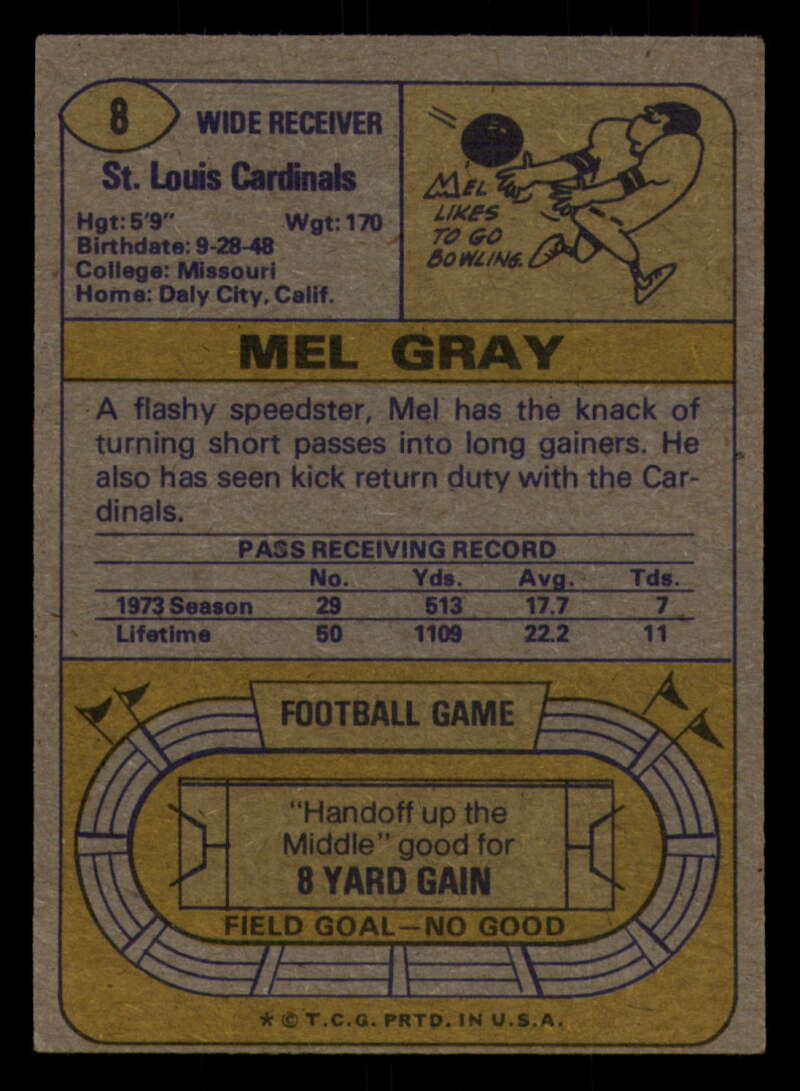 8 WIDE RECEIVER
St. Louis Cardinals
Hgt: 5'9" Wgt: 170
Birthdate: 9-28-48
College: Missouri
Home: Daly City, Calif.
MEL
LIKES
TO GO
BOWLING.
MEL GRAY
A flashy speedster, Mel has the knack of
turning short passes into long gainers. He
also has seen kick return duty with the Car-
dinals.
PASS RECEIVING RECORD
No. Yds. Avg. Tds.
1973 Season 29 513 17.7 7
Lifetime 50 1109 22.2 11
FOOTBALL GAME
"Handoff up the
Middle" good for
8 YARD GAIN
FIELD GOAL—NO GOOD
* © T.C.G. PRTD. IN U.S.A.